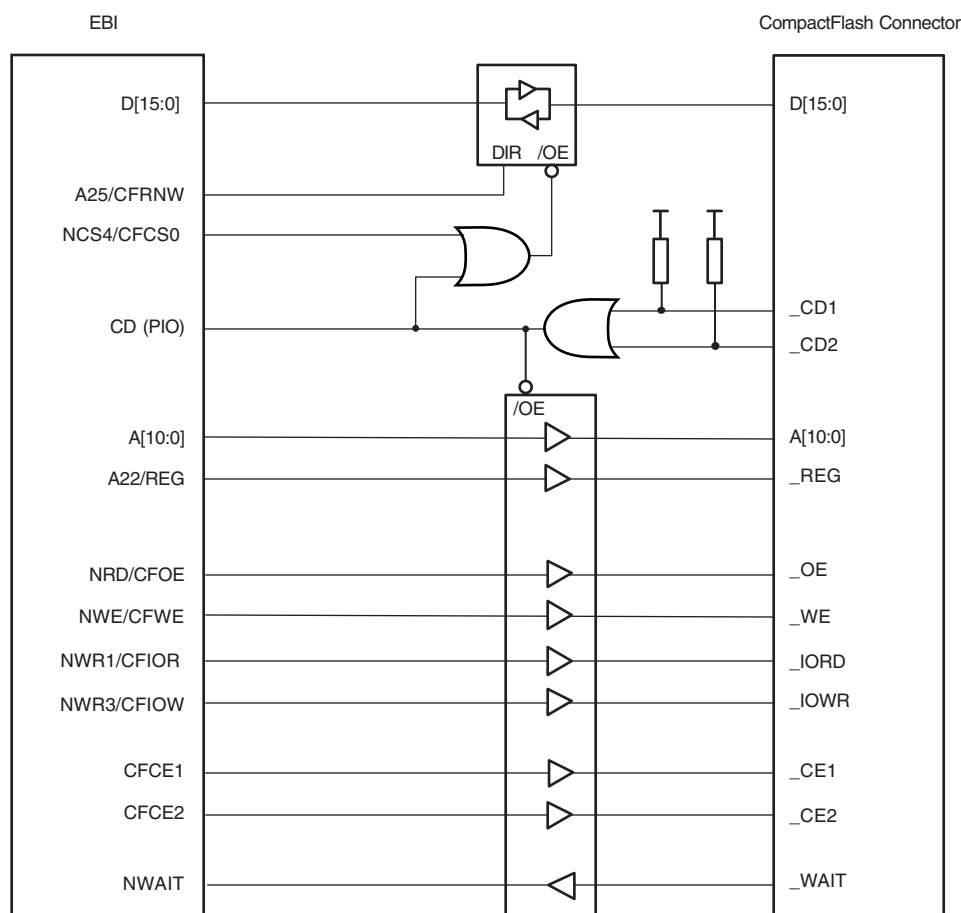 EBI
CompactFlash Connector
D[15:0]
D[15:0]
DIR /OE
A25/CFRNW
NCS4/CFCS0
_CD1
CD (PIO)
_CD2
/OE
A[10:0]
A[10:0]
A22/REG
_REG
NRD/CFOE
_OE
NWE/CFWE
_WE
NWR1/CFIOR
_IORD
NWR3/CFIOW
_IOWR
CFCE1
_CE1
CFCE2
_CE2
NWAIT
_WAIT